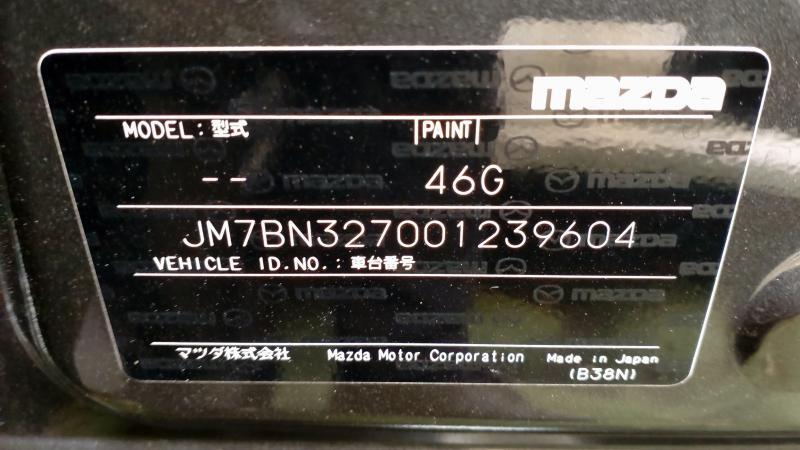 mazda
MODEL: 型式 PAINT
-- 46G
JM7BN327001239604
VEHICLE ID.NO.: 車台番号
マツダ株式会社 Mazda Motor Corporation Made in Japan
(B38N)